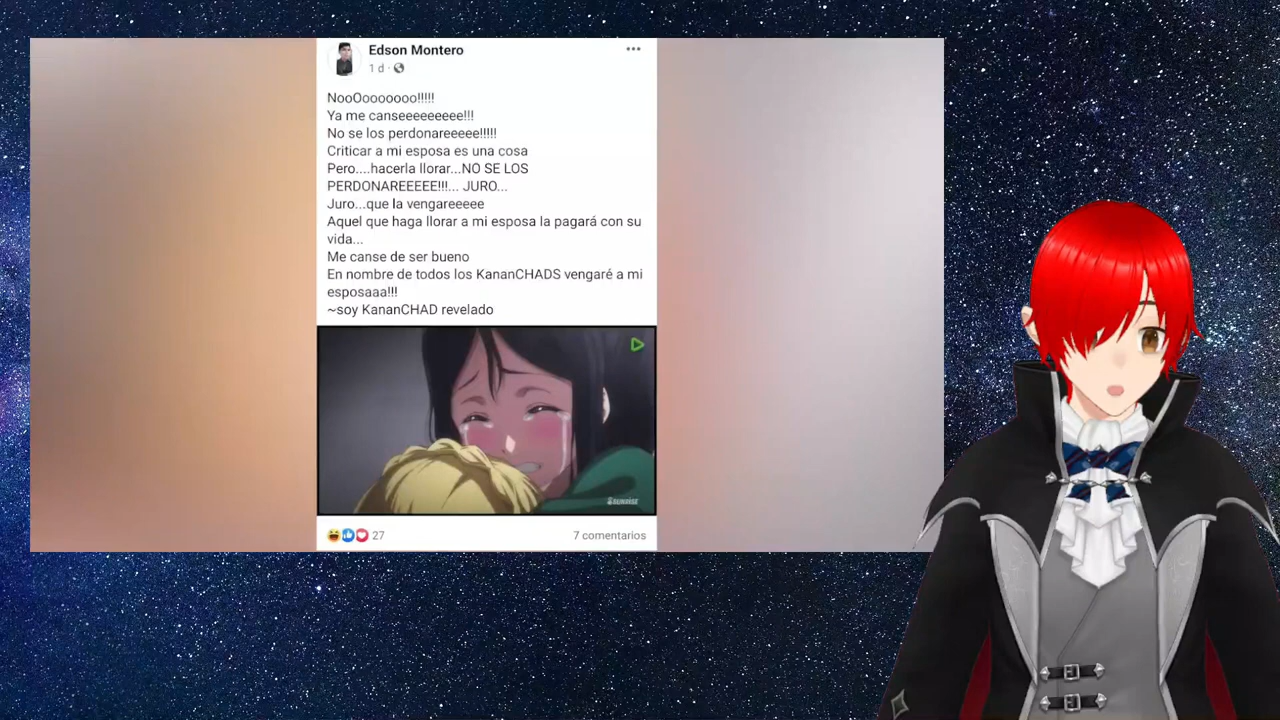 Edson Montero
1 d ·
NooOooooooo!!!!!
Ya me canseeeeeeeee!!!
No se los perdonareeeee!!!!!
Criticar a mi esposa es una cosa
Pero....hacerla llorar...NO SE LOS
PERDONAREEEEE!!!... JURO...
Juro...que la vengareeeee
Aquel que haga llorar a mi esposa la pagará con su
vida...
Me canse de ser bueno
En nombre de todos los KananCHADS vengaré a mi
esposaaa!!!
~soy KananCHAD revelado
SUNRISE
27
7 comentarios